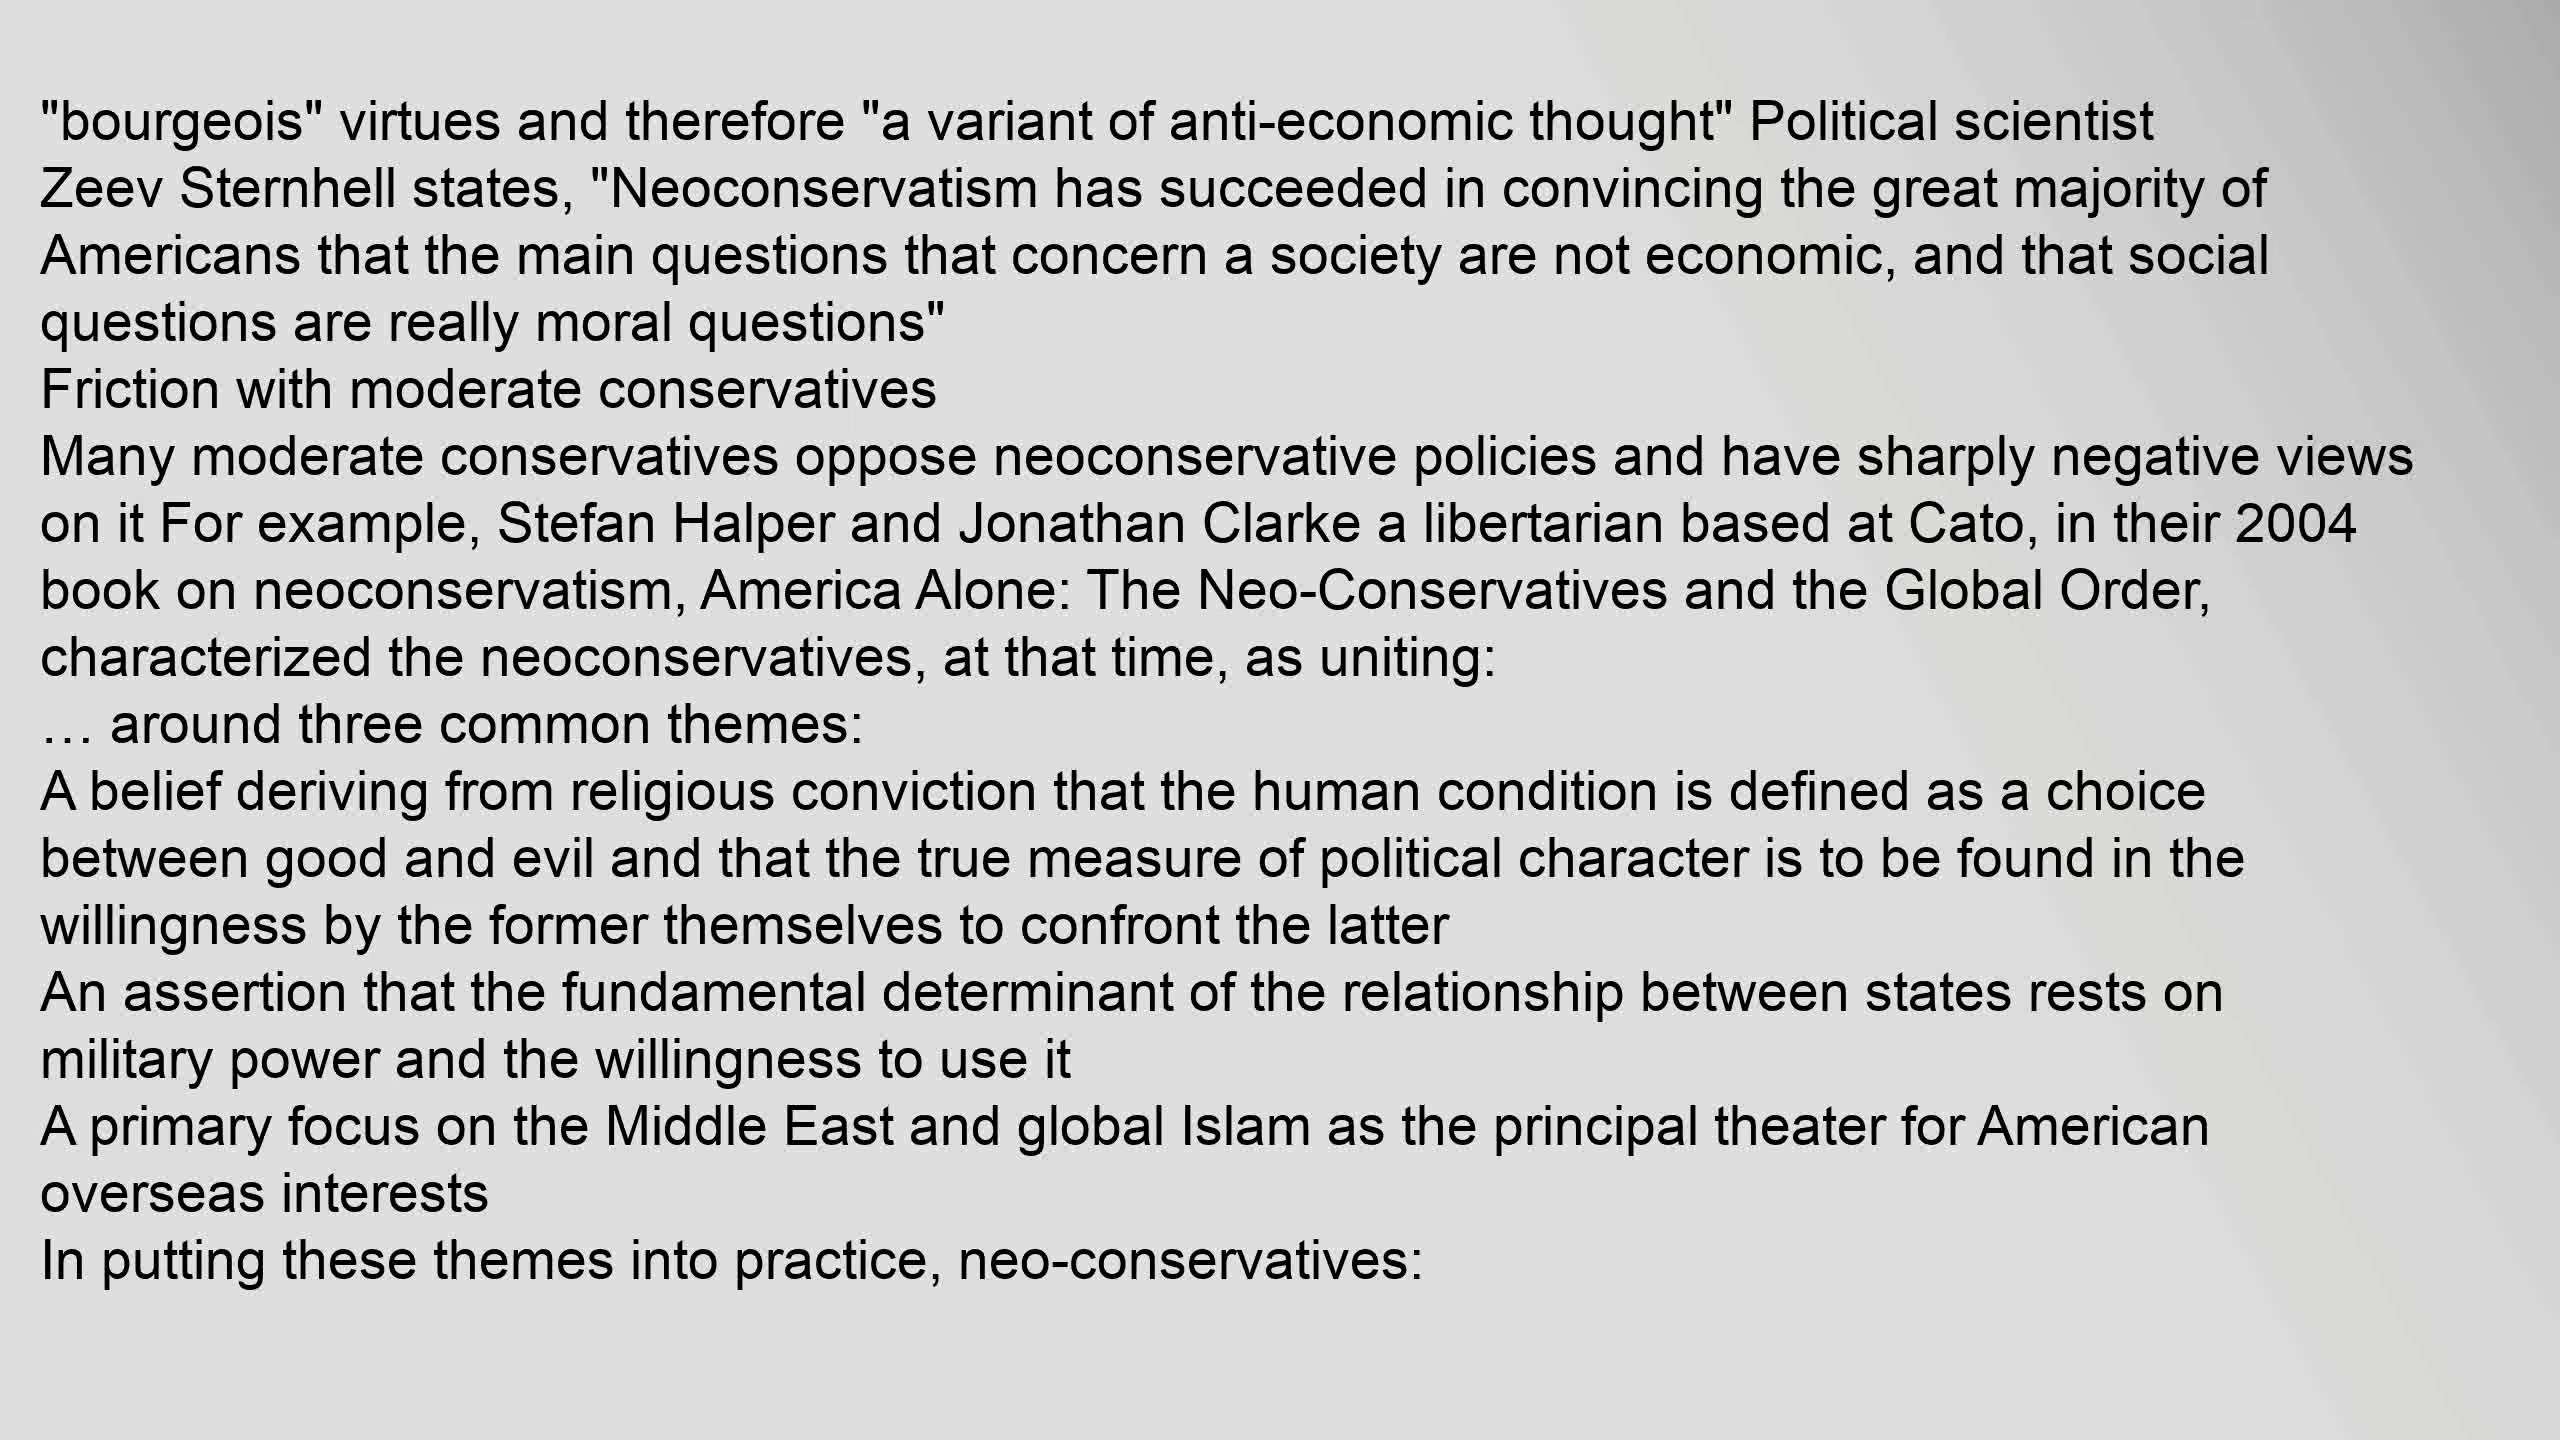 "bourgeois" virtues and therefore "a variant of anti-economic thought" Political scientist
Zeev Sternhell states, "Neoconservatism has succeeded in convincing the great majority of
Americans that the main questions that concern a society are not economic, and that social
questions are really moral questions"
Friction with moderate conservatives
Many moderate conservatives oppose neoconservative policies and have sharply negative views
on it For example, Stefan Halper and Jonathan Clarke a libertarian based at Cato, in their 2004
book on neoconservatism, America Alone: The Neo-Conservatives and the Global Order,
characterized the neoconservatives, at that time, as uniting:
… around three common themes:
A belief deriving from religious conviction that the human condition is defined as a choice
between good and evil and that the true measure of political character is to be found in the
willingness by the former themselves to confront the latter
An assertion that the fundamental determinant of the relationship between states rests on
military power and the willingness to use it
A primary focus on the Middle East and global Islam as the principal theater for American
overseas interests
In putting these themes into practice, neo-conservatives: